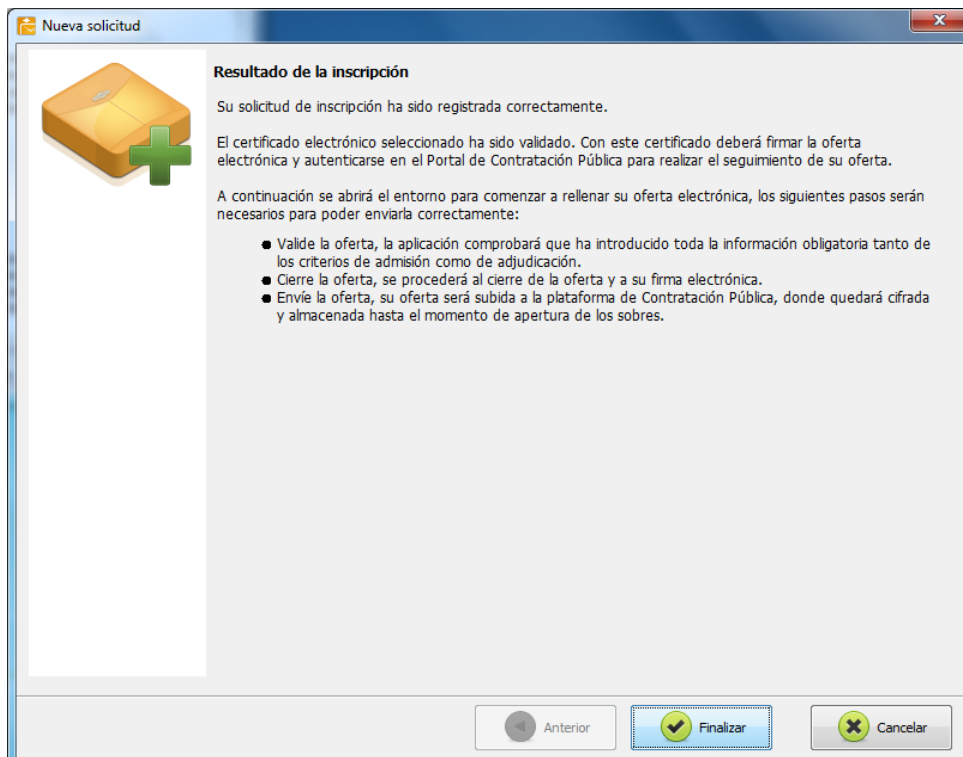 Nueva solicitud
Resultado de la inscripción
Su solicitud de inscripción ha sido registrada correctamente.
El certificado electrónico seleccionado ha sido validado. Con este certificado deberá firmar la oferta
electrónica y autenticarse en el Portal de Contratación Pública para realizar el seguimiento de su oferta.
A continuación se abrirá el entorno para comenzar a rellenar su oferta electrónica, los siguientes pasos serán
necesarios para poder enviarla correctamente:
● Valide la oferta, la aplicación comprobará que ha introducido toda la información obligatoria tanto de
los criterios de admisión como de adjudicación.
● Cierre la oferta, se procederá al cierre de la oferta y a su firma electrónica.
● Envíe la oferta, su oferta será subida a la plataforma de Contratación Pública, donde quedará cifrada
y almacenada hasta el momento de apertura de los sobres.
Anterior
Finalizar
Cancelar